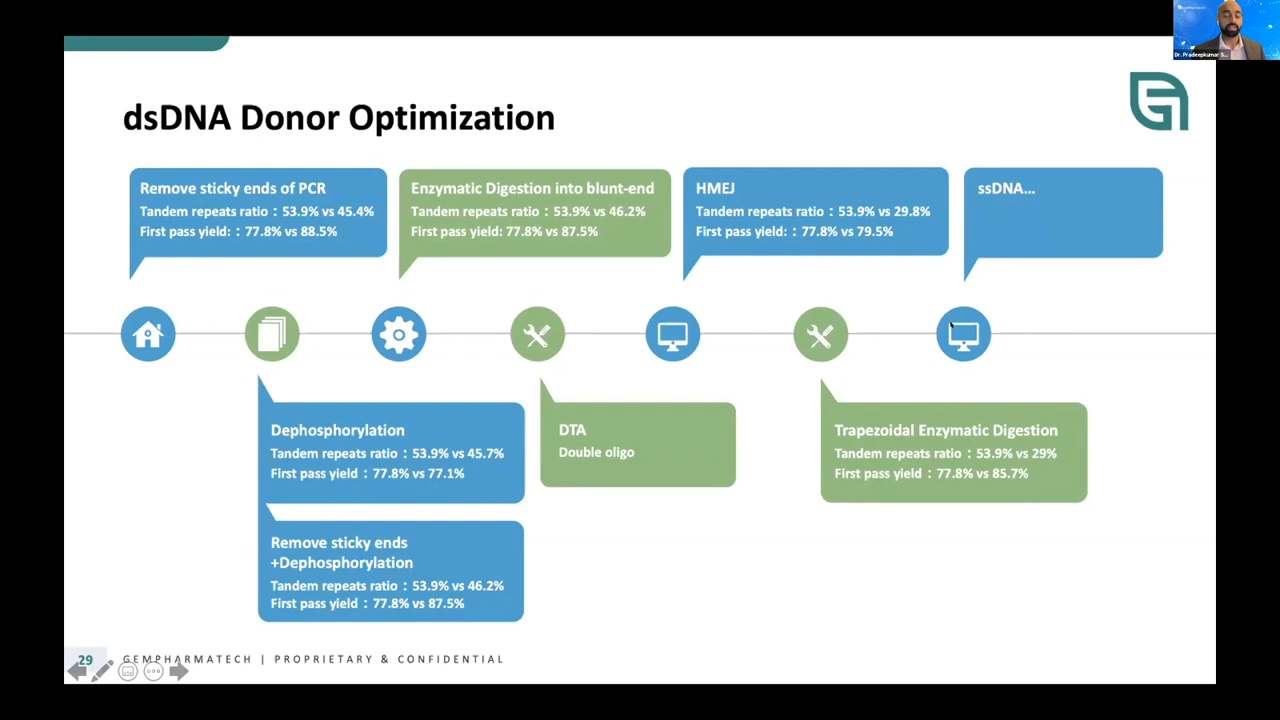 dsDNA Donor Optimization
Remove sticky ends of PCR
Tandem repeats ratio：53.9% vs 45.4%
First pass yield:：77.8% vs 88.5%
Enzymatic Digestion into blunt-end
Tandem repeats ratio：53.9% vs 46.2%
First pass yield: 77.8% vs 87.5%
HMEJ
Tandem repeats ratio：53.9% vs 29.8%
First pass yield:：77.8% vs 79.5%
ssDNA…
Dephosphorylation
Tandem repeats ratio：53.9% vs 45.7%
First pass yield：77.8% vs 77.1%
Remove sticky ends
+Dephosphorylation
Tandem repeats ratio：53.9% vs 46.2%
First pass yield：77.8% vs 87.5%
DTA
Double oligo
Trapezoidal Enzymatic Digestion
Tandem repeats ratio：53.9% vs 29%
First pass yield：77.8% vs 85.7%
29
GEMPHARMATECH | PROPRIETARY & CONFIDENTIAL
Dr. Pradeepkumar S...